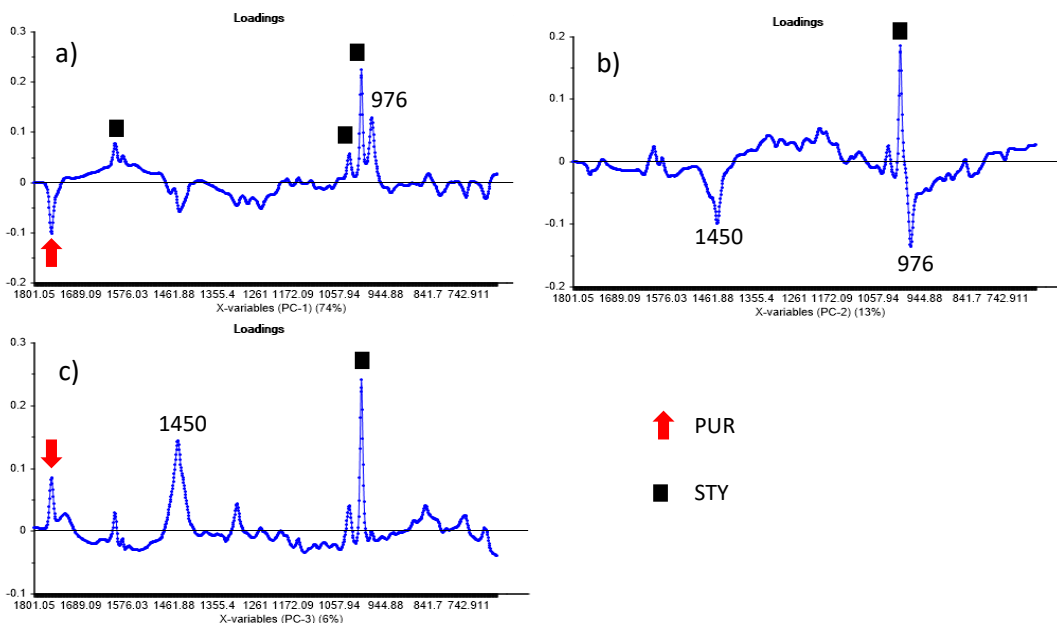 Loadings
a)
0.3
0.2
0.1
0
-0.1
-0.2
976
1801.05 1689.09 1576.03 1461.88 1355.4 1261 1172.09 1057.94 944.88 841.7 742.911
X-variables (PC-1) (74%)
Loadings
b)
0.2
0.1
0
-0.1
-0.2
1450
976
1801.05 1689.09 1576.03 1461.88 1355.4 1261 1172.09 1057.94 944.88 841.7 742.911
X-variables (PC-2) (13%)
Loadings
c)
0.3
0.2
0.1
0
-0.1
1450
1801.05 1689.09 1576.03 1461.88 1355.4 1261 1172.09 1057.94 944.88 841.7 742.911
X-variables (PC-3) (6%)
PUR
STY